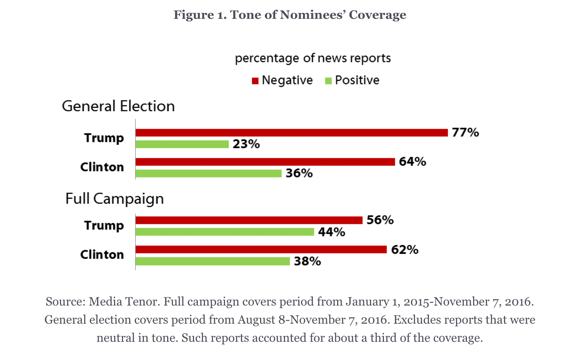 Figure 1. Tone of Nominees’ Coverage
percentage of news reports
Negative Positive
General Election
Trump 77%
23%
Clinton 64%
36%
Full Campaign
Trump 56%
44%
Clinton 62%
38%
Source: Media Tenor. Full campaign covers period from January 1, 2015-November 7, 2016.
General election covers period from August 8-November 7, 2016. Excludes reports that were
neutral in tone. Such reports accounted for about a third of the coverage.